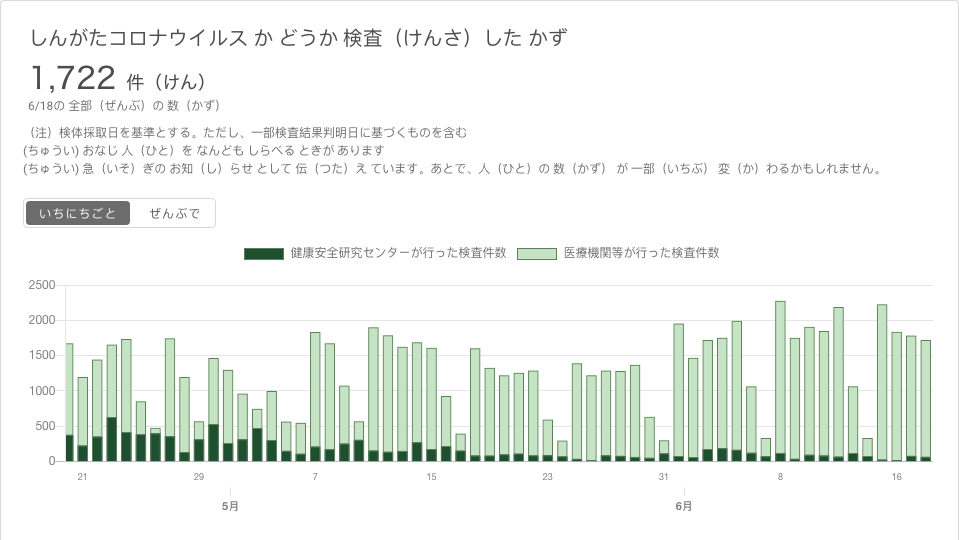 しんがたコロナウイルス か どうか 検査（けんさ）した かず
1,722 件（けん）
6/18の 全部（ぜんぶ）の 数（かず）
（注）検体採取日を基準とする。ただし、一部検査結果判明日に基づくものを含む
(ちゅうい) おなじ 人（ひと）を なんども しらべる ときが あります
(ちゅうい) 急（いそ）ぎの お知（し）らせ として 伝（つた）え ています。あとで、人（ひと）の 数（かず） が 一部（いちぶ） 変（か）わるかもしれません。
いちにちごと ぜんぶで
健康安全研究センターが行った検査件数 医療機関等が行った検査件数
2500
2000
1500
1000
500
0
21 29 7 15 23 31 8 16
5月 6月